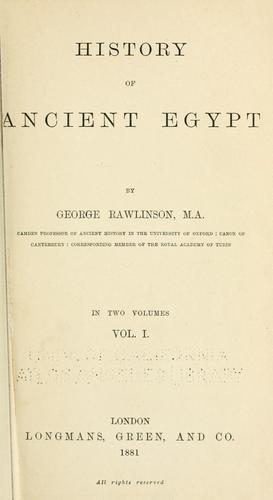 HISTORY
OF
ANCIENT EGYPT
BY
GEORGE RAWLINSON, M.A.
CAMDEN PROFESSOR OF ANCIENT HISTORY IN THE UNIVERSITY OF OXFORD ; CANON OF
CANTERBURY ; CORRESPONDING MEMBER OF THE ROYAL ACADEMY OF TURIN
IN TWO VOLUMES
VOL. I.
LONDON
LONGMANS, GREEN, AND CO.
1881
All rights reserved